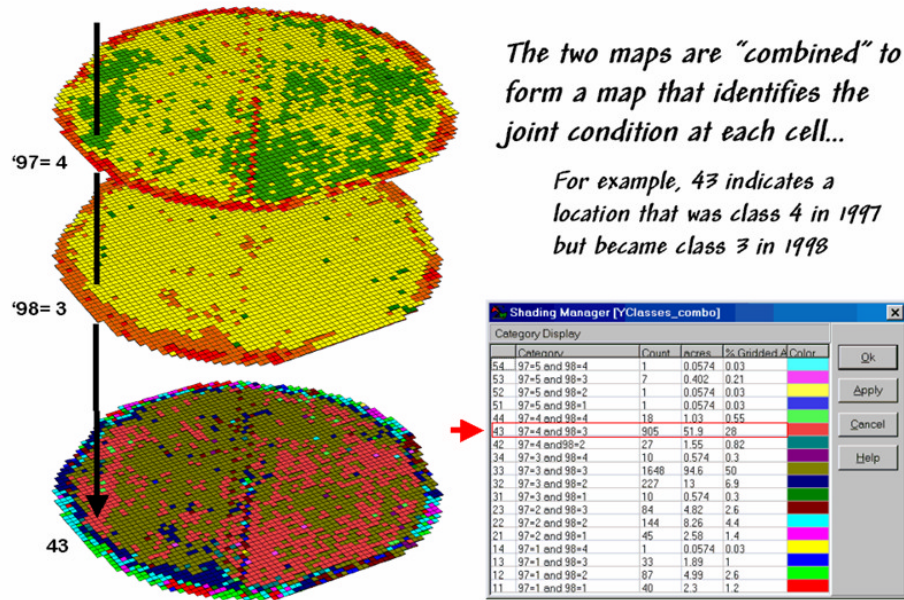 The two maps are “combined” to
form a map that identifies the
joint condition at each cell...
For example, 43 indicates a
location that was class 4 in 1997
but became class 3 in 1998
‘97= 4
‘98= 3
43
Shading Manager [YClasses_combo]
Category Display
Category Count acres % Gridded A Color
54 97=5 and 98=4 1 0.0574 0.03
53 97=5 and 98=3 7 0.402 0.21
52 97=5 and 98=2 1 0.0574 0.03
51 97=5 and 98=1 1 0.0574 0.03
44 97=4 and 98=4 18 1.03 0.55
43 97=4 and 98=3 905 51.9 28
42 97=4 and98=2 27 1.55 0.82
34 97=3 and 98=4 10 0.574 0.3
33 97=3 and 98=3 1648 94.6 50
32 97=3 and 98=2 227 13 6.9
31 97=3 and 98=1 10 0.574 0.3
23 97=2 and 98=3 84 4.82 2.6
22 97=2 and 98=2 144 8.26 4.4
21 97=2 and 98=1 45 2.58 1.4
14 97=1 and 98=4 1 0.0574 0.03
13 97=1 and 98=3 33 1.89 1
12 97=1 and 98=2 87 4.99 2.6
11 97=1 and 98=1 40 2.3 1.2
Ok
Apply
Cancel
Help